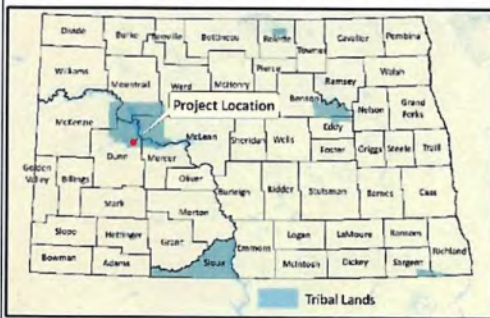 Divide Burke Renville Bottineau Rolette Towner Cavalier Pembina
Williams Mountrail Ward McHenry Pierce Ramsey Walsh
Benson Nelson Grand Forks
Project Location
McKenzie McLean Sheridan Wells Eddy
Foster Griggs Steele Traill
Dunn Mercer
Golden Valley Billings Oliver Burleigh Kidder Stutsman Barnes Cass
Stark Morton
Slope Hettinger Grant Emmons Logan LaMoure Ransom Richland
Bowman Adams Sioux McIntosh Dickey Sargent
Tribal Lands